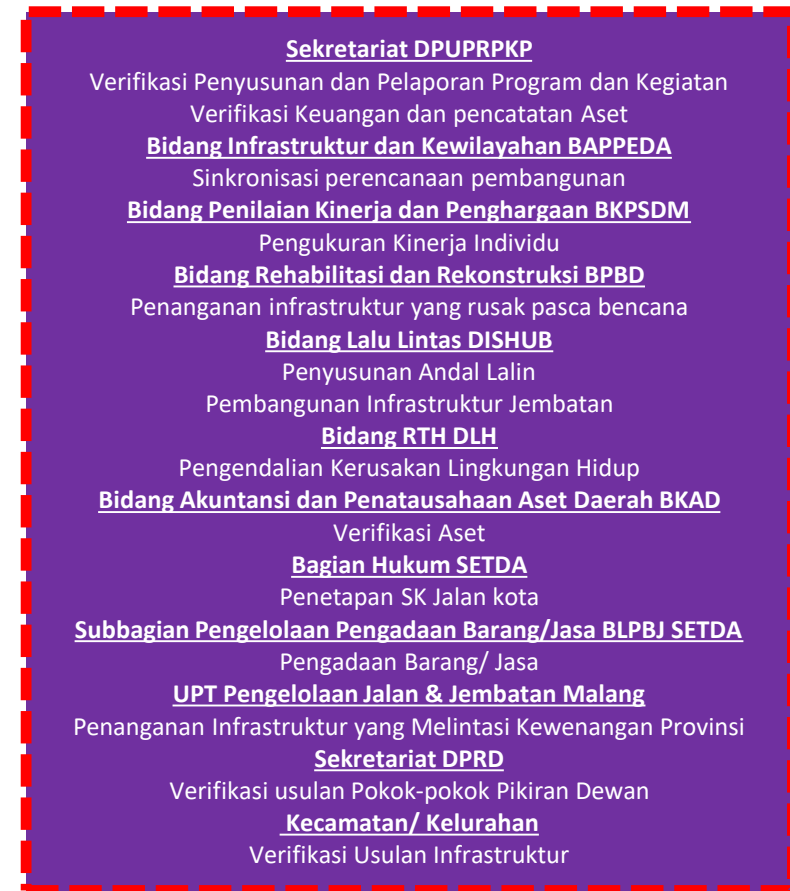 Sekretariat DPUPRPKP
Verifikasi Penyusunan dan Pelaporan Program dan Kegiatan
Verifikasi Keuangan dan pencatatan Aset
Bidang Infrastruktur dan Kewilayahan BAPPEDA
Sinkronisasi perencanaan pembangunan
Bidang Penilaian Kinerja dan Penghargaan BKPSDM
Pengukuran Kinerja Individu
Bidang Rehabilitasi dan Rekonstruksi BPBD
Penanganan infrastruktur yang rusak pasca bencana
Bidang Lalu Lintas DISHUB
Penyusunan Andal Lalin
Pembangunan Infrastruktur Jembatan
Bidang RTH DLH
Pengendalian Kerusakan Lingkungan Hidup
Bidang Akuntansi dan Penatausahaan Aset Daerah BKAD
Verifikasi Aset
Bagian Hukum SETDA
Penetapan SK Jalan kota
Subbagian Pengelolaan Pengadaan Barang/Jasa BLPBJ SETDA
Pengadaan Barang/ Jasa
UPT Pengelolaan Jalan & Jembatan Malang
Penanganan Infrastruktur yang Melintasi Kewenangan Provinsi
Sekretariat DPRD
Verifikasi usulan Pokok-pokok Pikiran Dewan
Kecamatan/ Kelurahan
Verifikasi Usulan Infrastruktur